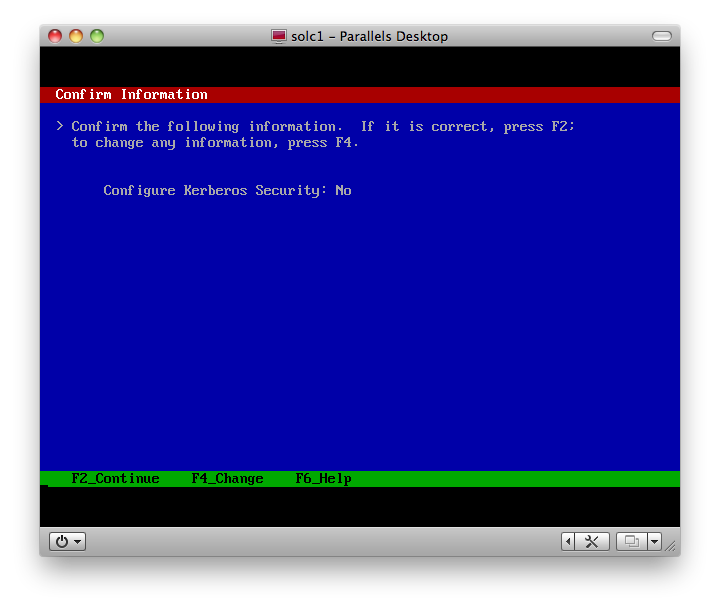 solc1 - Parallels Desktop
Confirm Information
> Confirm the following information.  If it is correct, press F2;
to change any information, press F4.
Configure Kerberos Security: No
F2_Continue    F4_Change    F6_Help